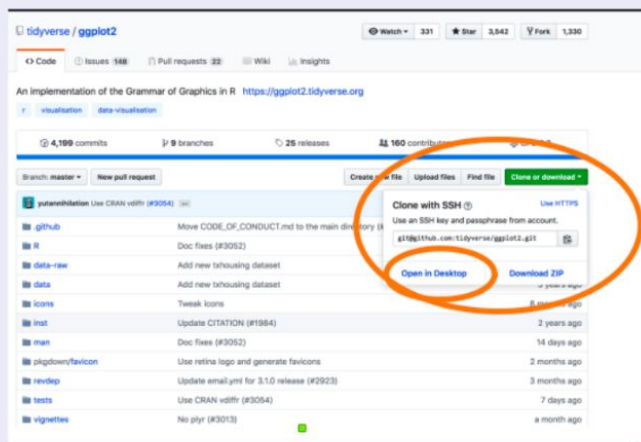 tidyverse / ggplot2
Watch 331 Star 3,542 Fork 1,330
Code Issues 148 Pull requests 22 Wiki Insights
An implementation of the Grammar of Graphics in R https://ggplot2.tidyverse.org
r visualisation data-visualisation
4,199 commits 9 branches 25 releases 160
Branch: master New pull request Create new file Upload files Find file Clone or download
yutannihilation Use CRAN vdiffr (#3054)
Clone with SSH Use HTTPS
Use an SSH key and passphrase from account.
git@github.com:tidyverse/ggplot2.git
Open in Desktop Download ZIP
.github Move CODE_OF_CONDUCT.md to the main
R Doc fixes (#3052)
data-raw Add new txhousing dataset
data Add new txhousing dataset years ago
icons Tweak icons months ago
inst Update CITATION (#1984) 2 years ago
man Doc fixes (#3052) 14 days ago
pkgdown/favicon Use retina logo and generate favicons 2 months ago
revdep Update email.yml for 3.1.0 release (#2923) 3 months ago
tests Use CRAN vdiffr (#3054) 7 days ago
vignettes No plyr (#3013) a month ago